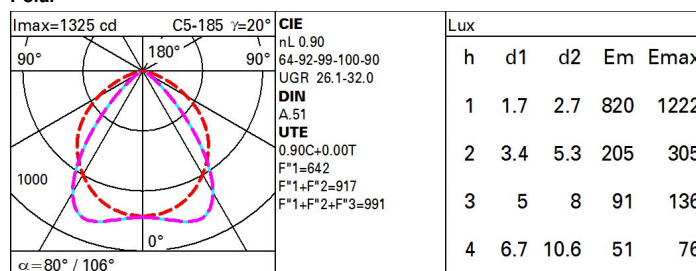 Polar
Imax=1325 cd C5-185 γ=20°
90° 180° 90°
1000
0°
α=80° / 106°
CIE
nL 0.90
64-92-99-100-90
UGR 26.1-32.0
DIN
A.51
UTE
0.90C+0.00T
F"1=642
F"1+F"2=917
F"1+F"2+F"3=991
Lux
h d1 d2 Em Emax
1 1.7 2.7 820 1222
2 3.4 5.3 205 305
3 5 8 91 136
4 6.7 10.6 51 76